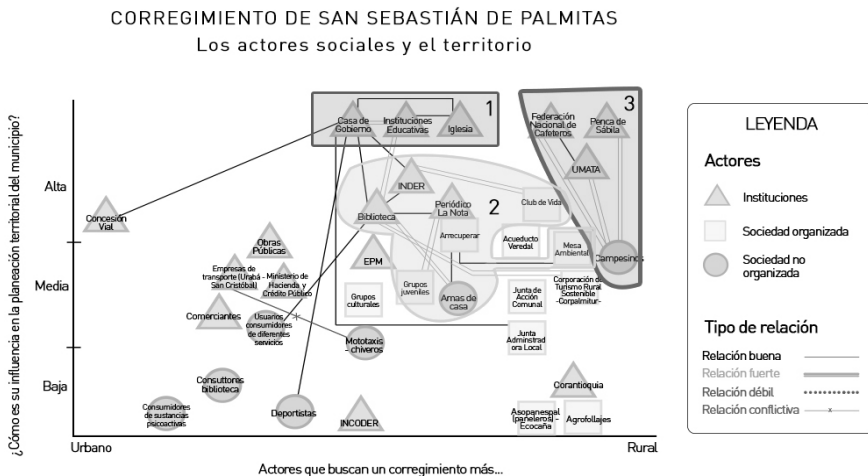 CORREGIMIENTO DE SAN SEBASTIÁN DE PALMITAS
Los actores sociales y el territorio
¿Cómo es su influencia en la planeación territorial del municipio?
Alta
Media
Baja
1
Casa de
Gobierno
Instituciones
Educativas
Iglesia
3
Federación
Nacional de
Cafeteros
Penca de
Sábila
UMATA
Concesión
Vial
INDER
2
Biblioteca
Periódico
La Nota
Club de Vida
Arrecuperar
Acueducto
Veredal
Mesa
Ambiental
Campesinos
Obras
Públicas
EPM
Empresas de
transporte (Urabá -
San Cristóbal)
Ministerio de
Hacienda y
Crédito Público
Grupos
culturales
Grupos
juveniles
Amas de
casa
Junta de
Acción
Comunal
Corporación de
Turismo Rural
Sostenible
-Corpalmitur-
Comerciantes
Usuarios
consumidores
de diferentes
servicios
Mototaxis
- chiveros
Junta
Adminstrad
ora Local
Consuttores
biblioteca
Corantioquia
Consumidores
de sustancias
psicoactivas
Deportistas
INCODER
Asopanespal
(paneleros) -
Ecocaña
Agrofollajes
Urbano
Rural
Actores que buscan un corregimiento más...
LEYENDA
Actores
Instituciones
Sociedad organizada
Sociedad no
organizada
Tipo de relación
Relación buena
Relación fuerte
Relación débil
Relación conflictiva